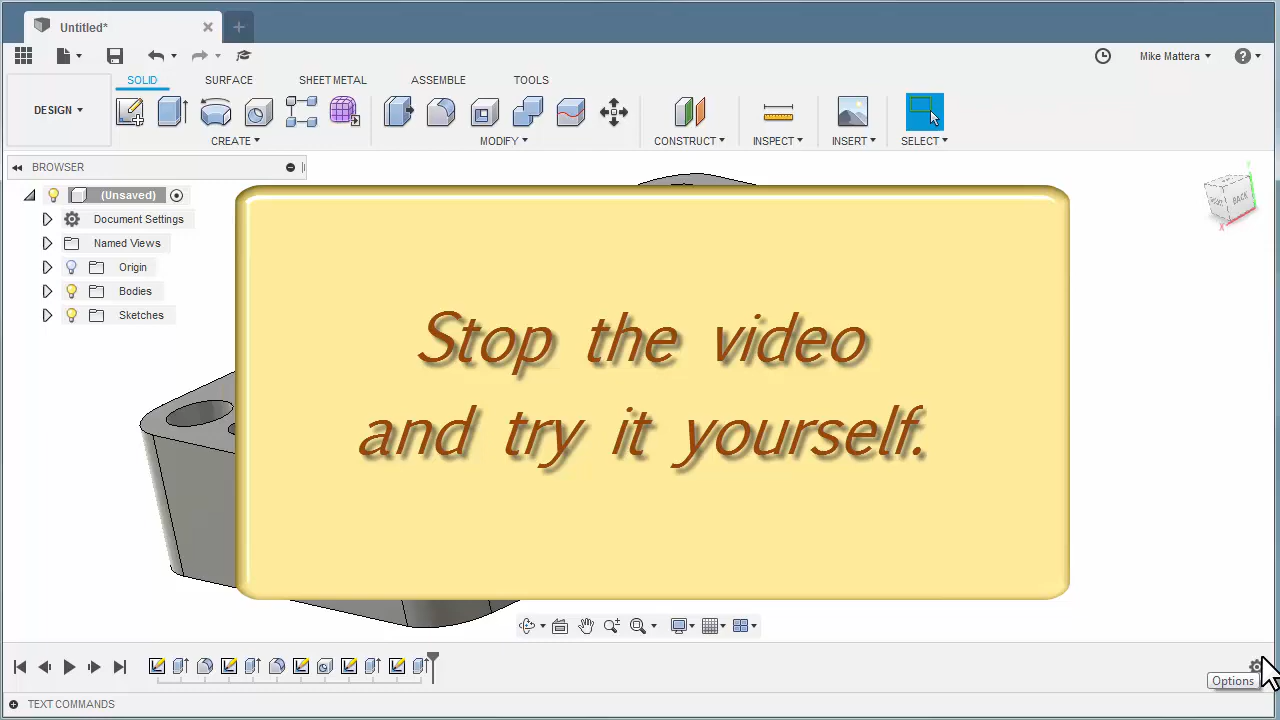 Untitled*
Mike Mattera
SOLID SURFACE SHEET METAL ASSEMBLE TOOLS
DESIGN
CREATE MODIFY CONSTRUCT INSPECT INSERT SELECT
BROWSER
(Unsaved)
Document Settings
Named Views
Origin
Bodies
Sketches
BACK
X
Y
Stop the video
and try it yourself.
Options
TEXT COMMANDS